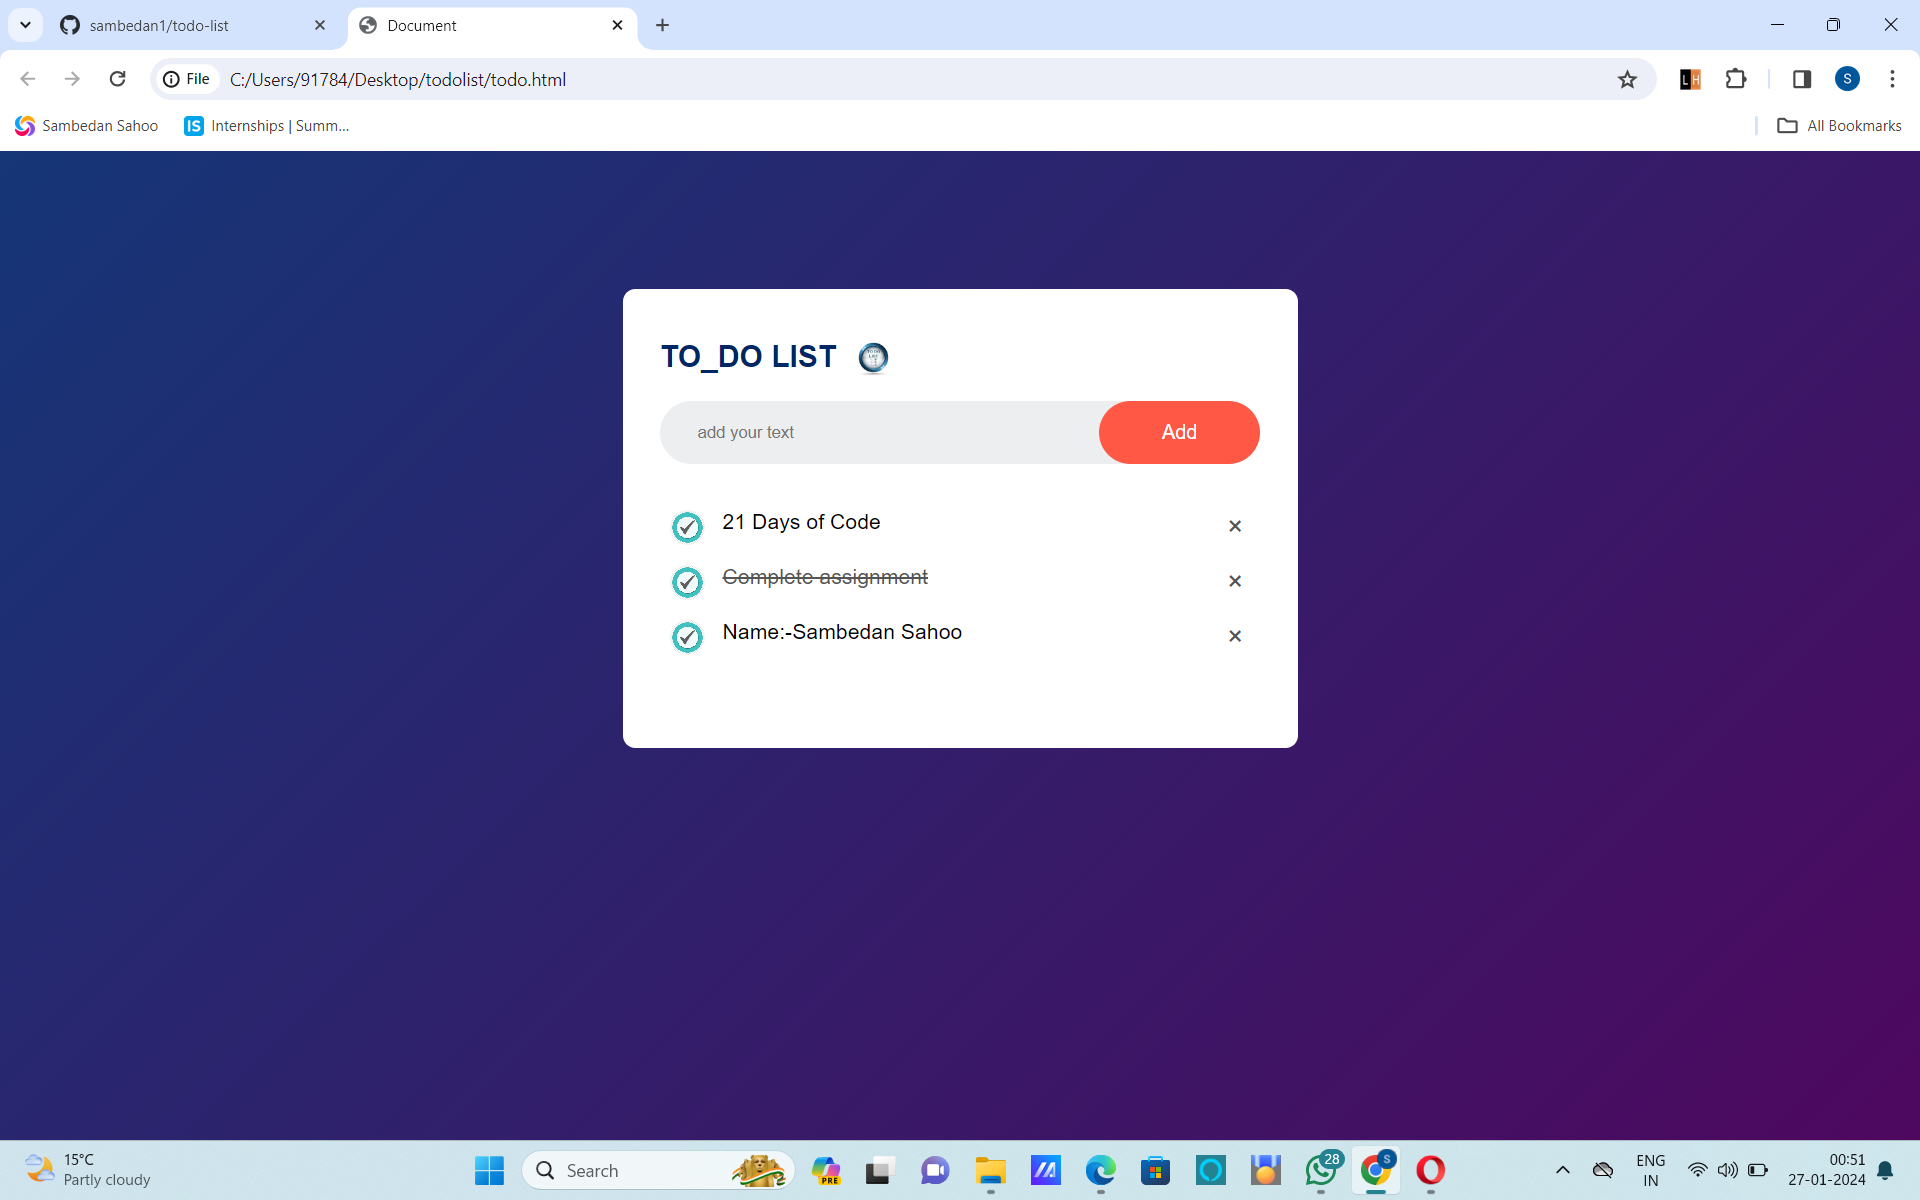 sambedan1/todo-list
Document
File
C:/Users/91784/Desktop/todolist/todo.html
S
Sambedan Sahoo
IS
Internships | Summ...
All Bookmarks
TO_DO LIST
add your text
Add
21 Days of Code
Complete assignment
Name:-Sambedan Sahoo
15°C
Partly cloudy
Search
PRE
28
S
ENG
IN
00:51
27-01-2024